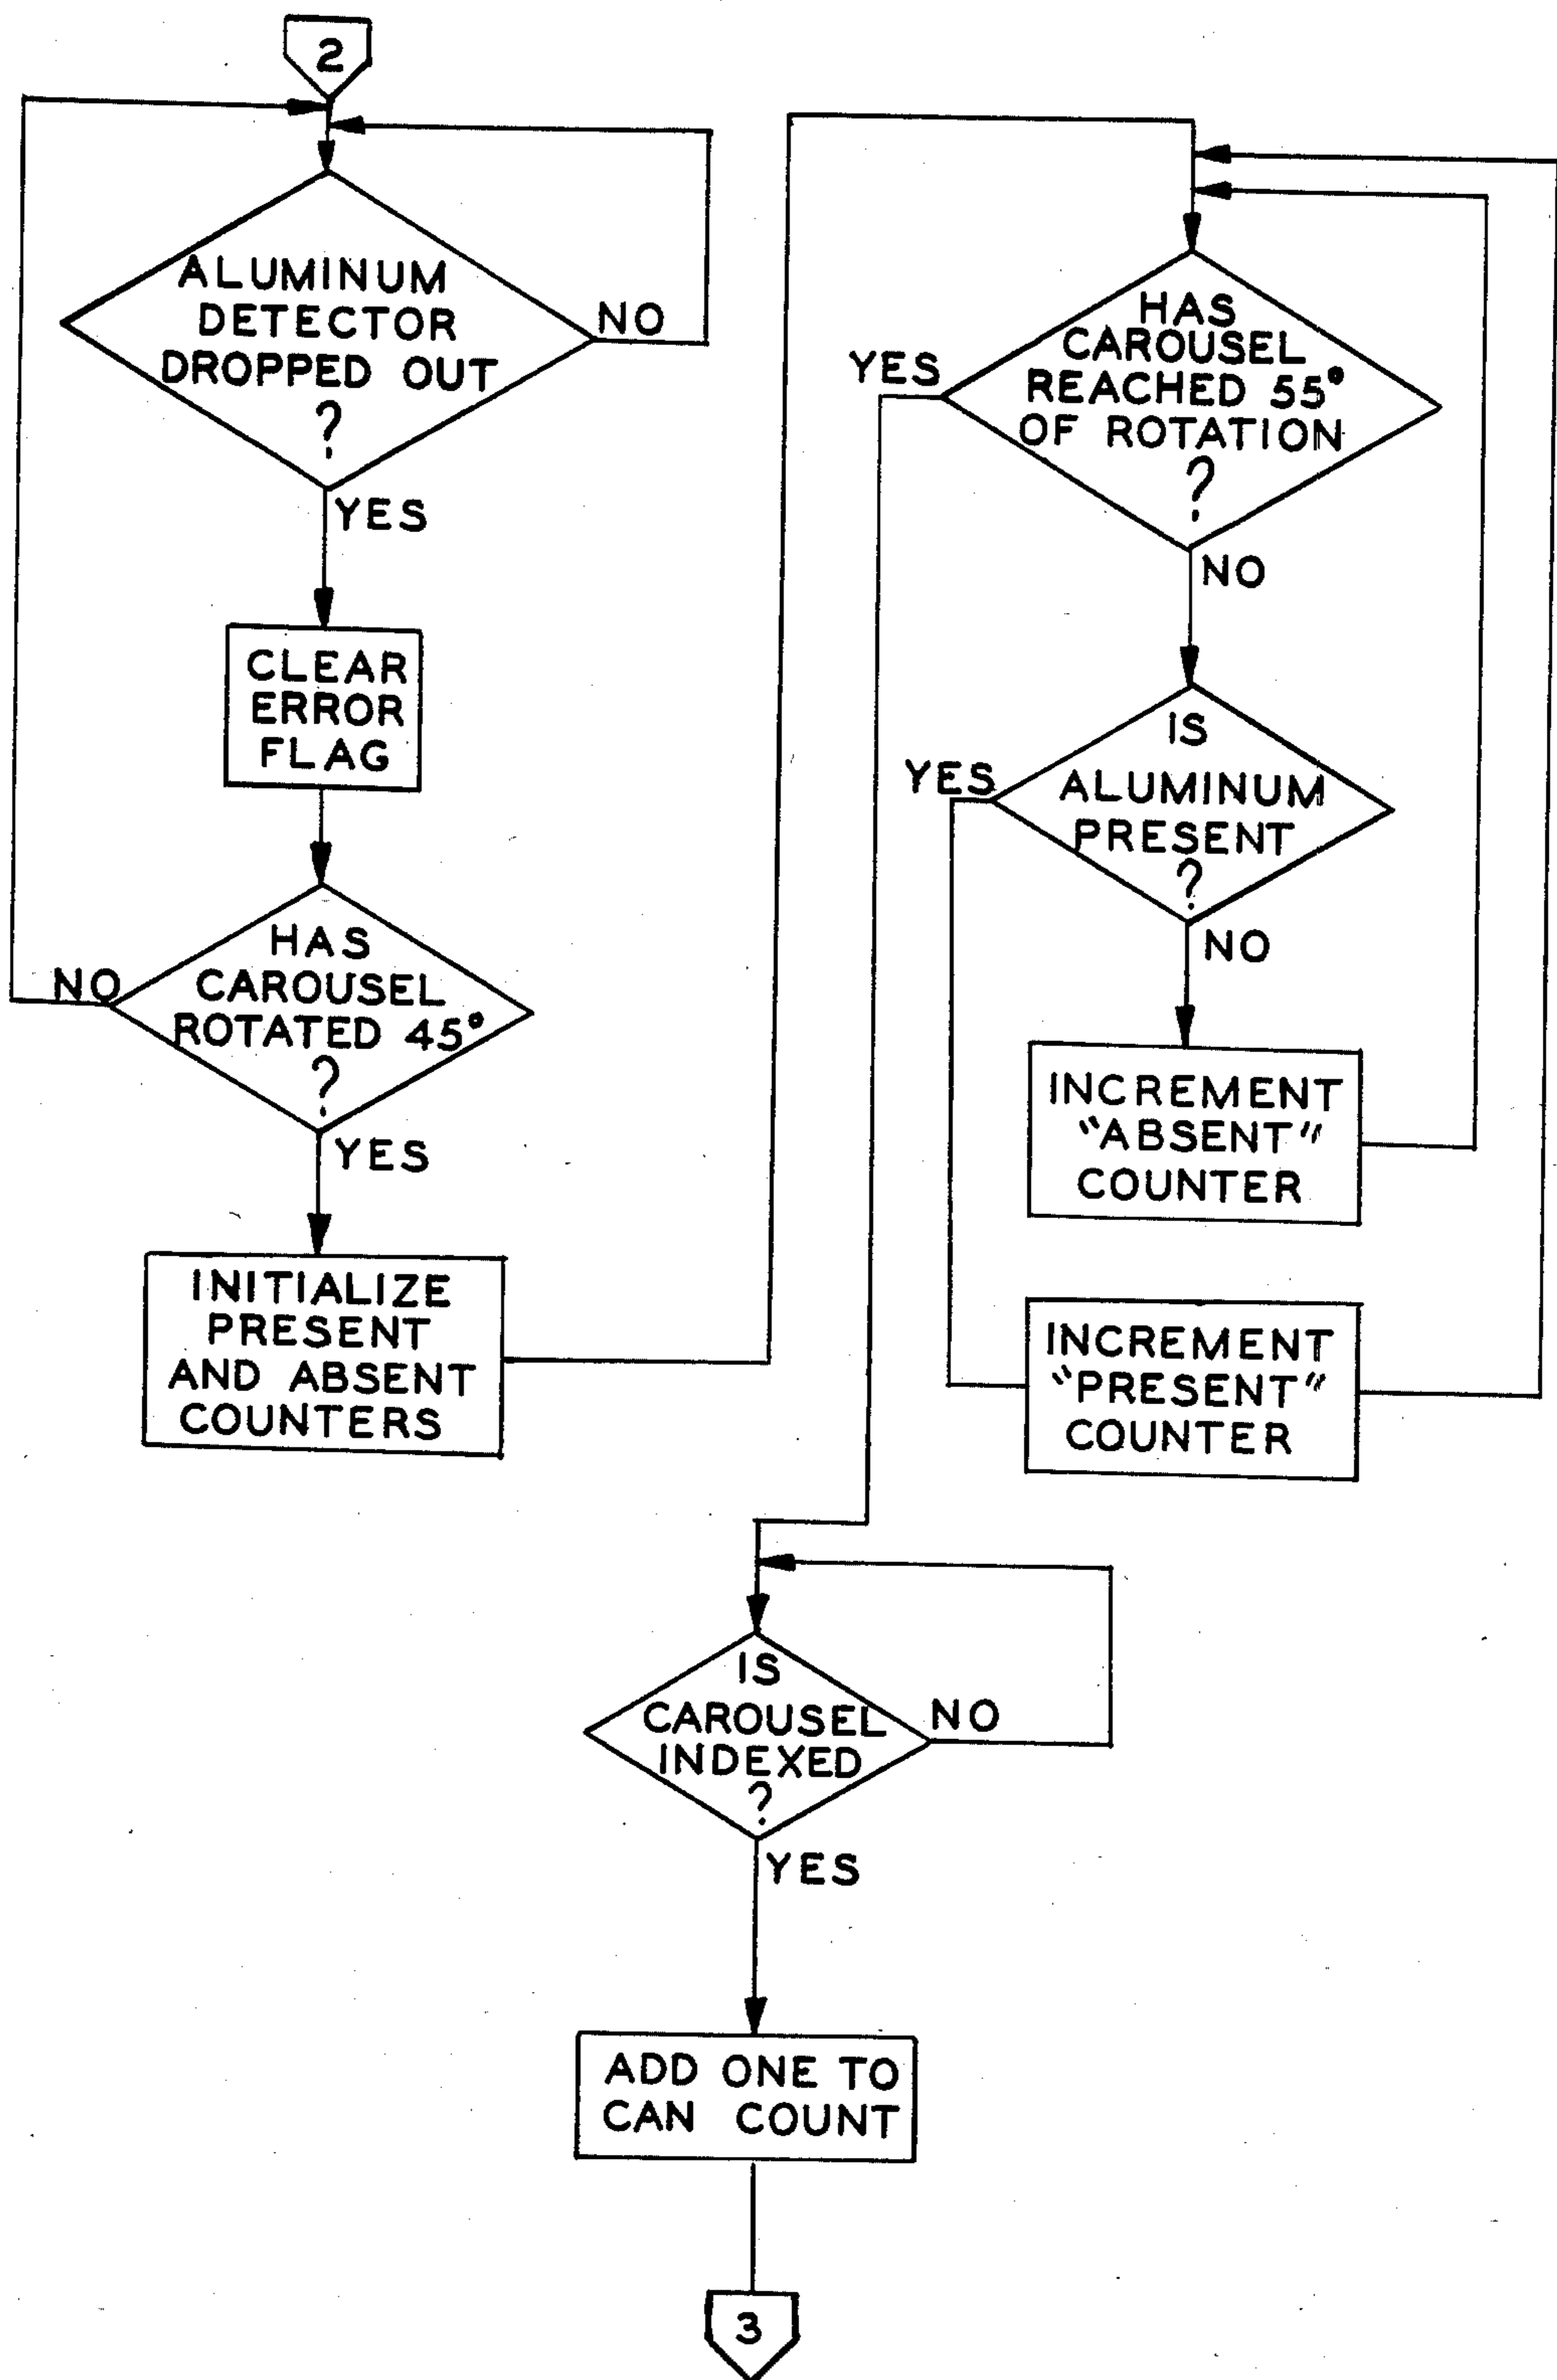 2
ALUMINUM
DETECTOR
DROPPED OUT
?
NO
YES
CLEAR
ERROR
FLAG
HAS
CAROUSEL
ROTATED 45°
?
NO
YES
INITIALIZE
PRESENT
AND ABSENT
COUNTERS
HAS
CAROUSEL
REACHED 55°
OF ROTATION
?
YES
NO
IS
ALUMINUM
PRESENT
?
YES
NO
INCREMENT
"ABSENT"
COUNTER
INCREMENT
"PRESENT"
COUNTER
IS
CAROUSEL
INDEXED
?
NO
YES
ADD ONE TO
CAN COUNT
3